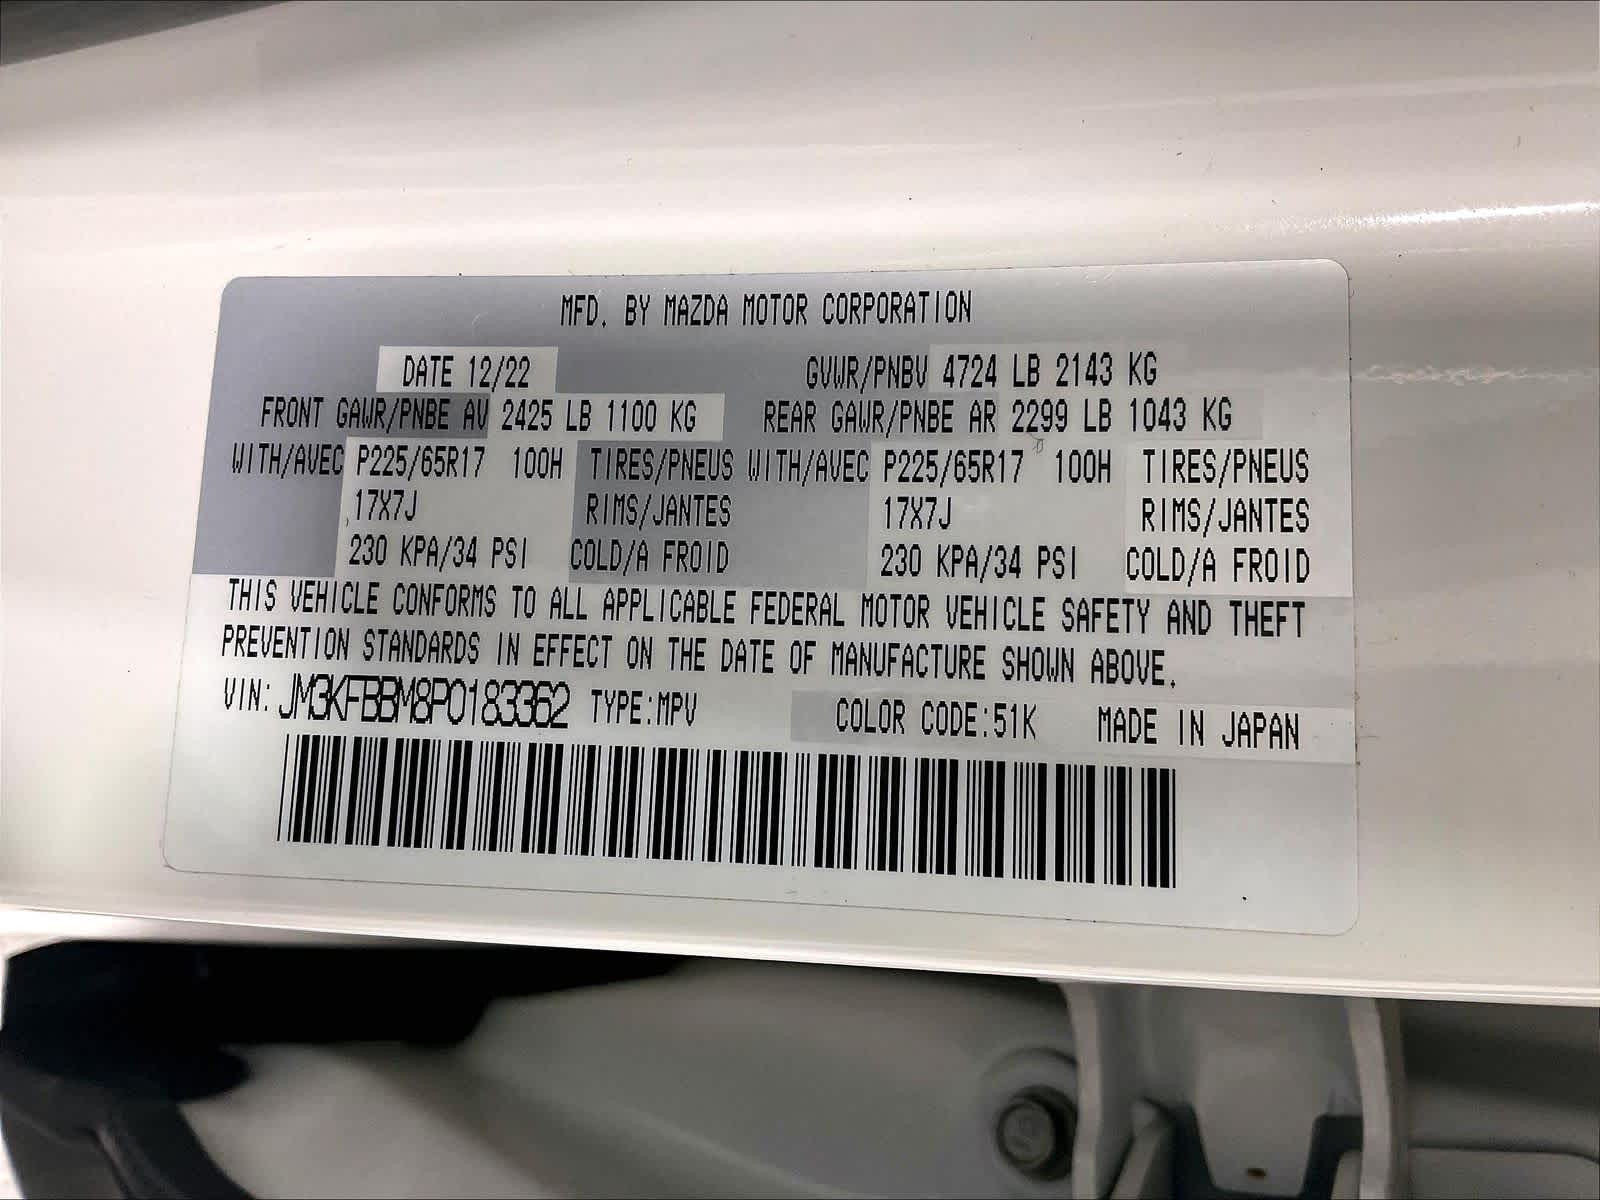 MFD. BY MAZDA MOTOR CORPORATION
DATE 12/22 GVWR/PNBV 4724 LB 2143 KG
FRONT GAWR/PNBE AV 2425 LB 1100 KG REAR GAWR/PNBE AR 2299 LB 1043 KG
WITH/AVEC P225/65R17 100H TIRES/PNEUS WITH/AVEC P225/65R17 100H TIRES/PNEUS
17X7J RIMS/JANTES 17X7J RIMS/JANTES
230 KPA/34 PSI COLD/A FROID 230 KPA/34 PSI COLD/A FROID
THIS VEHICLE CONFORMS TO ALL APPLICABLE FEDERAL MOTOR VEHICLE SAFETY AND THEFT
PREVENTION STANDARDS IN EFFECT ON THE DATE OF MANUFACTURE SHOWN ABOVE.
VIN: JM3KFBBM8P0183362 TYPE:MPV COLOR CODE:51K MADE IN JAPAN